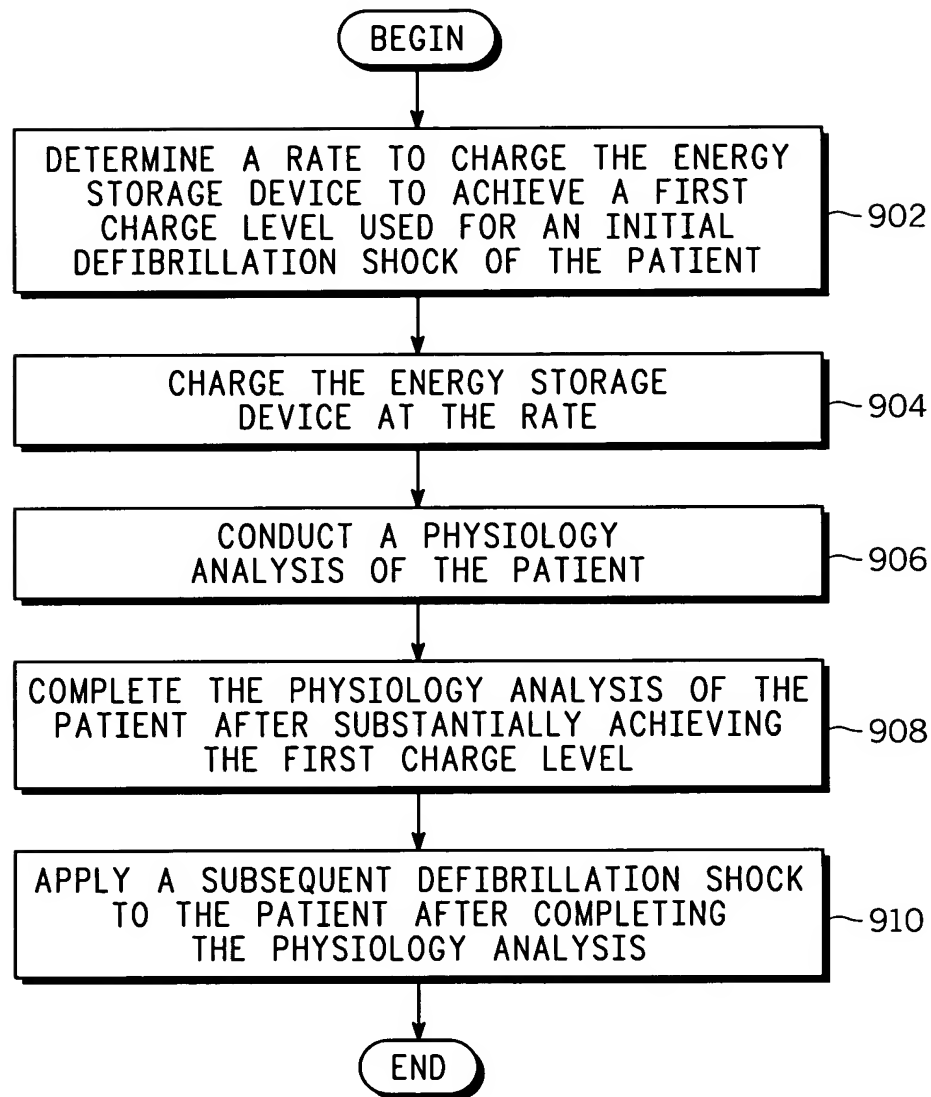 BEGIN
DETERMINE A RATE TO CHARGE THE ENERGY
STORAGE DEVICE TO ACHIEVE A FIRST
CHARGE LEVEL USED FOR AN INITIAL
DEFIBRILLATION SHOCK OF THE PATIENT
902
CHARGE THE ENERGY STORAGE
DEVICE AT THE RATE
904
CONDUCT A PHYSIOLOGY
ANALYSIS OF THE PATIENT
906
COMPLETE THE PHYSIOLOGY ANALYSIS OF THE
PATIENT AFTER SUBSTANTIALLY ACHIEVING
THE FIRST CHARGE LEVEL
908
APPLY A SUBSEQUENT DEFIBRILLATION SHOCK
TO THE PATIENT AFTER COMPLETING
THE PHYSIOLOGY ANALYSIS
910
END